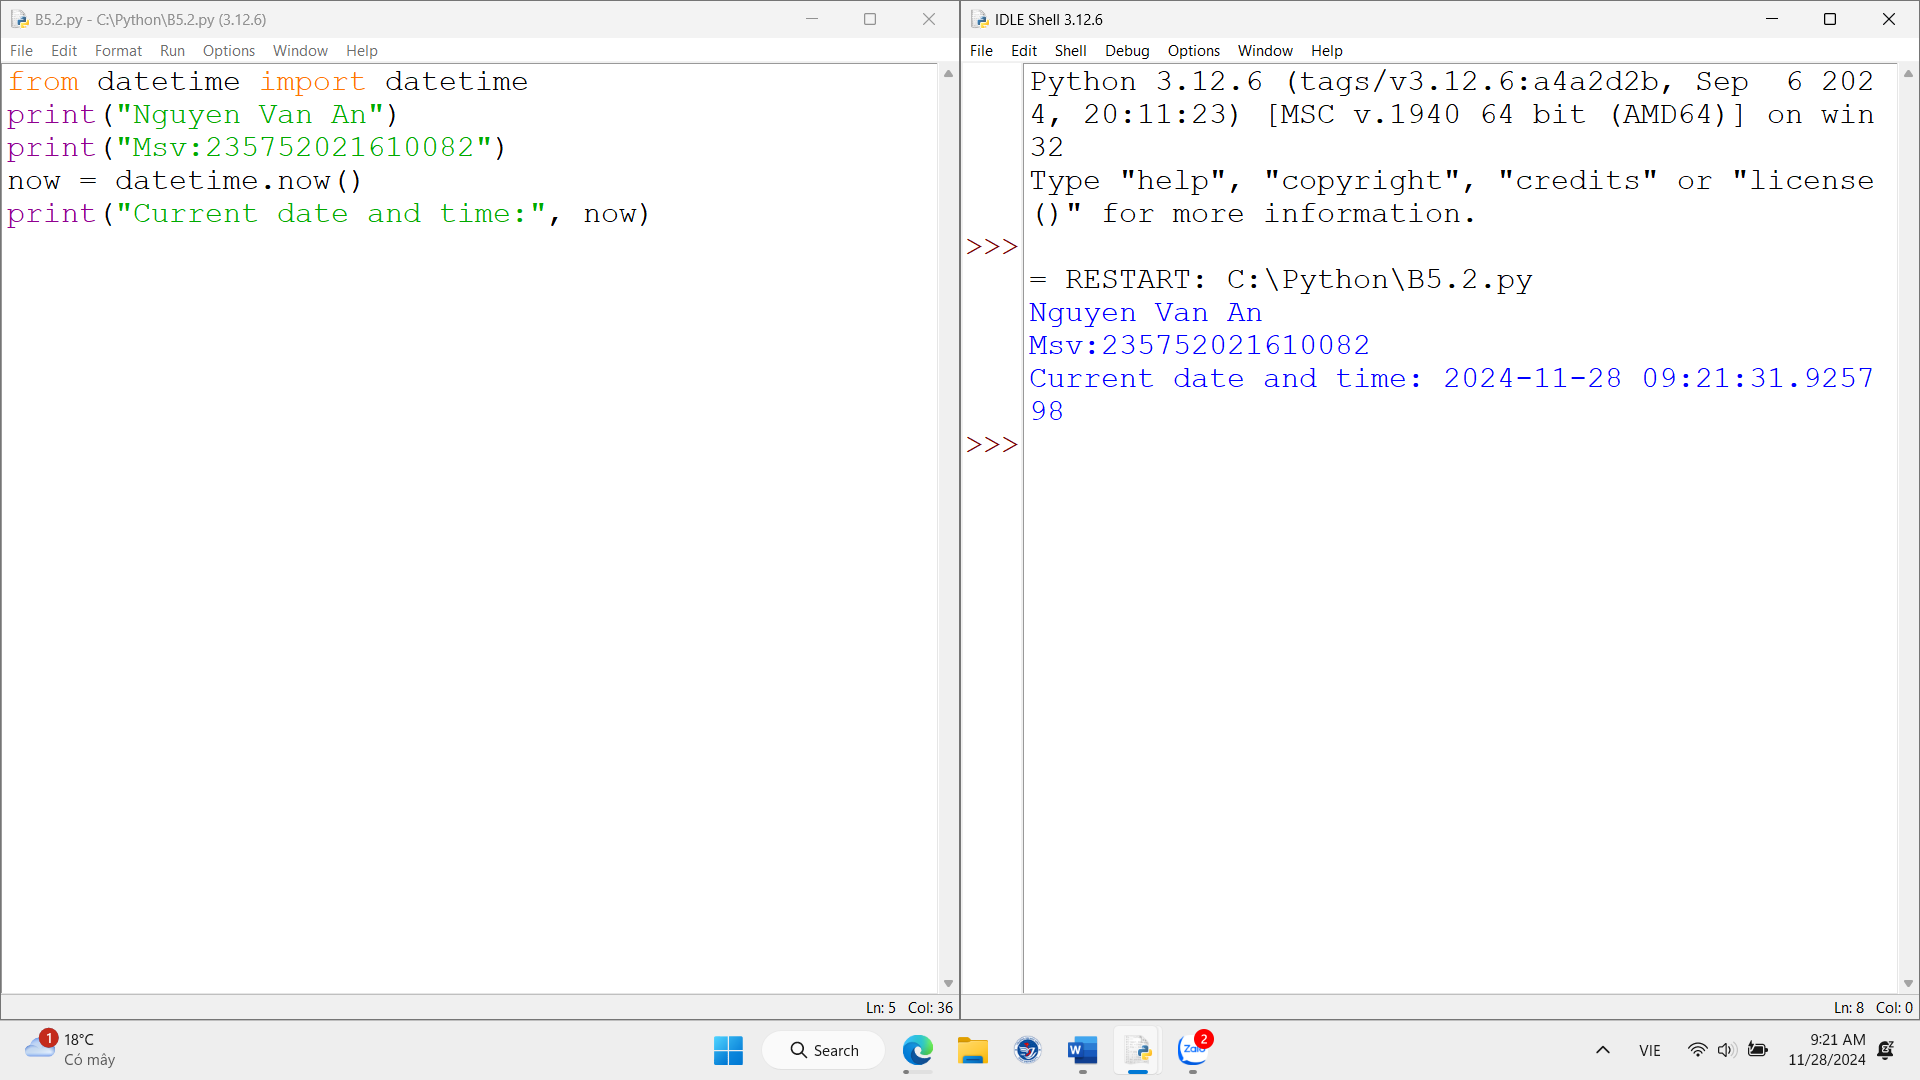 B5.2.py - C:\Python\B5.2.py (3.12.6)
File Edit Format Run Options Window Help
from datetime import datetime
print("Nguyen Van An")
print("Msv:235752021610082")
now = datetime.now()
print("Current date and time:", now)
Ln: 5 Col: 36
IDLE Shell 3.12.6
File Edit Shell Debug Options Window Help
Python 3.12.6 (tags/v3.12.6:a4a2d2b, Sep  6 202
4, 20:11:23) [MSC v.1940 64 bit (AMD64)] on win
32
Type "help", "copyright", "credits" or "license
()" for more information.
>>>
= RESTART: C:\Python\B5.2.py
Nguyen Van An
Msv:235752021610082
Current date and time: 2024-11-28 09:21:31.9257
98
>>>
Ln: 8 Col: 0
1
18°C
Có mây
Search
W
Zalo
2
VIE
9:21 AM
11/28/2024